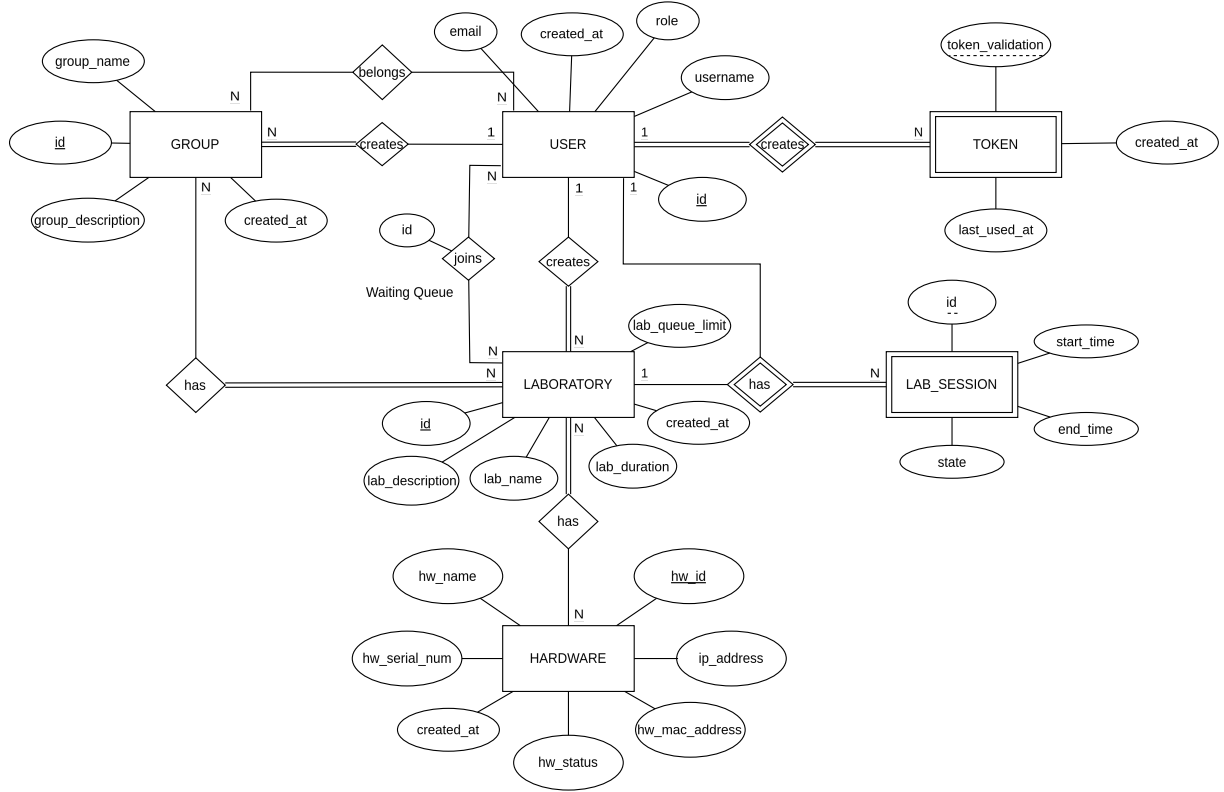 role
email
created_at
token_validation
group_name
belongs
username
N
N
N
creates
1
USER
1
creates
N
TOKEN
created_at
id
GROUP
N
N
1
1
id
group_description
created_at
id
last_used_at
joins
creates
Waiting Queue
id
lab_queue_limit
start_time
N
N
has
N
LABORATORY
1
has
N
LAB_SESSION
id
created_at
N
end_time
lab_description
lab_name
lab_duration
state
has
hw_name
hw_id
N
hw_serial_num
HARDWARE
ip_address
created_at
hw_mac_address
hw_status